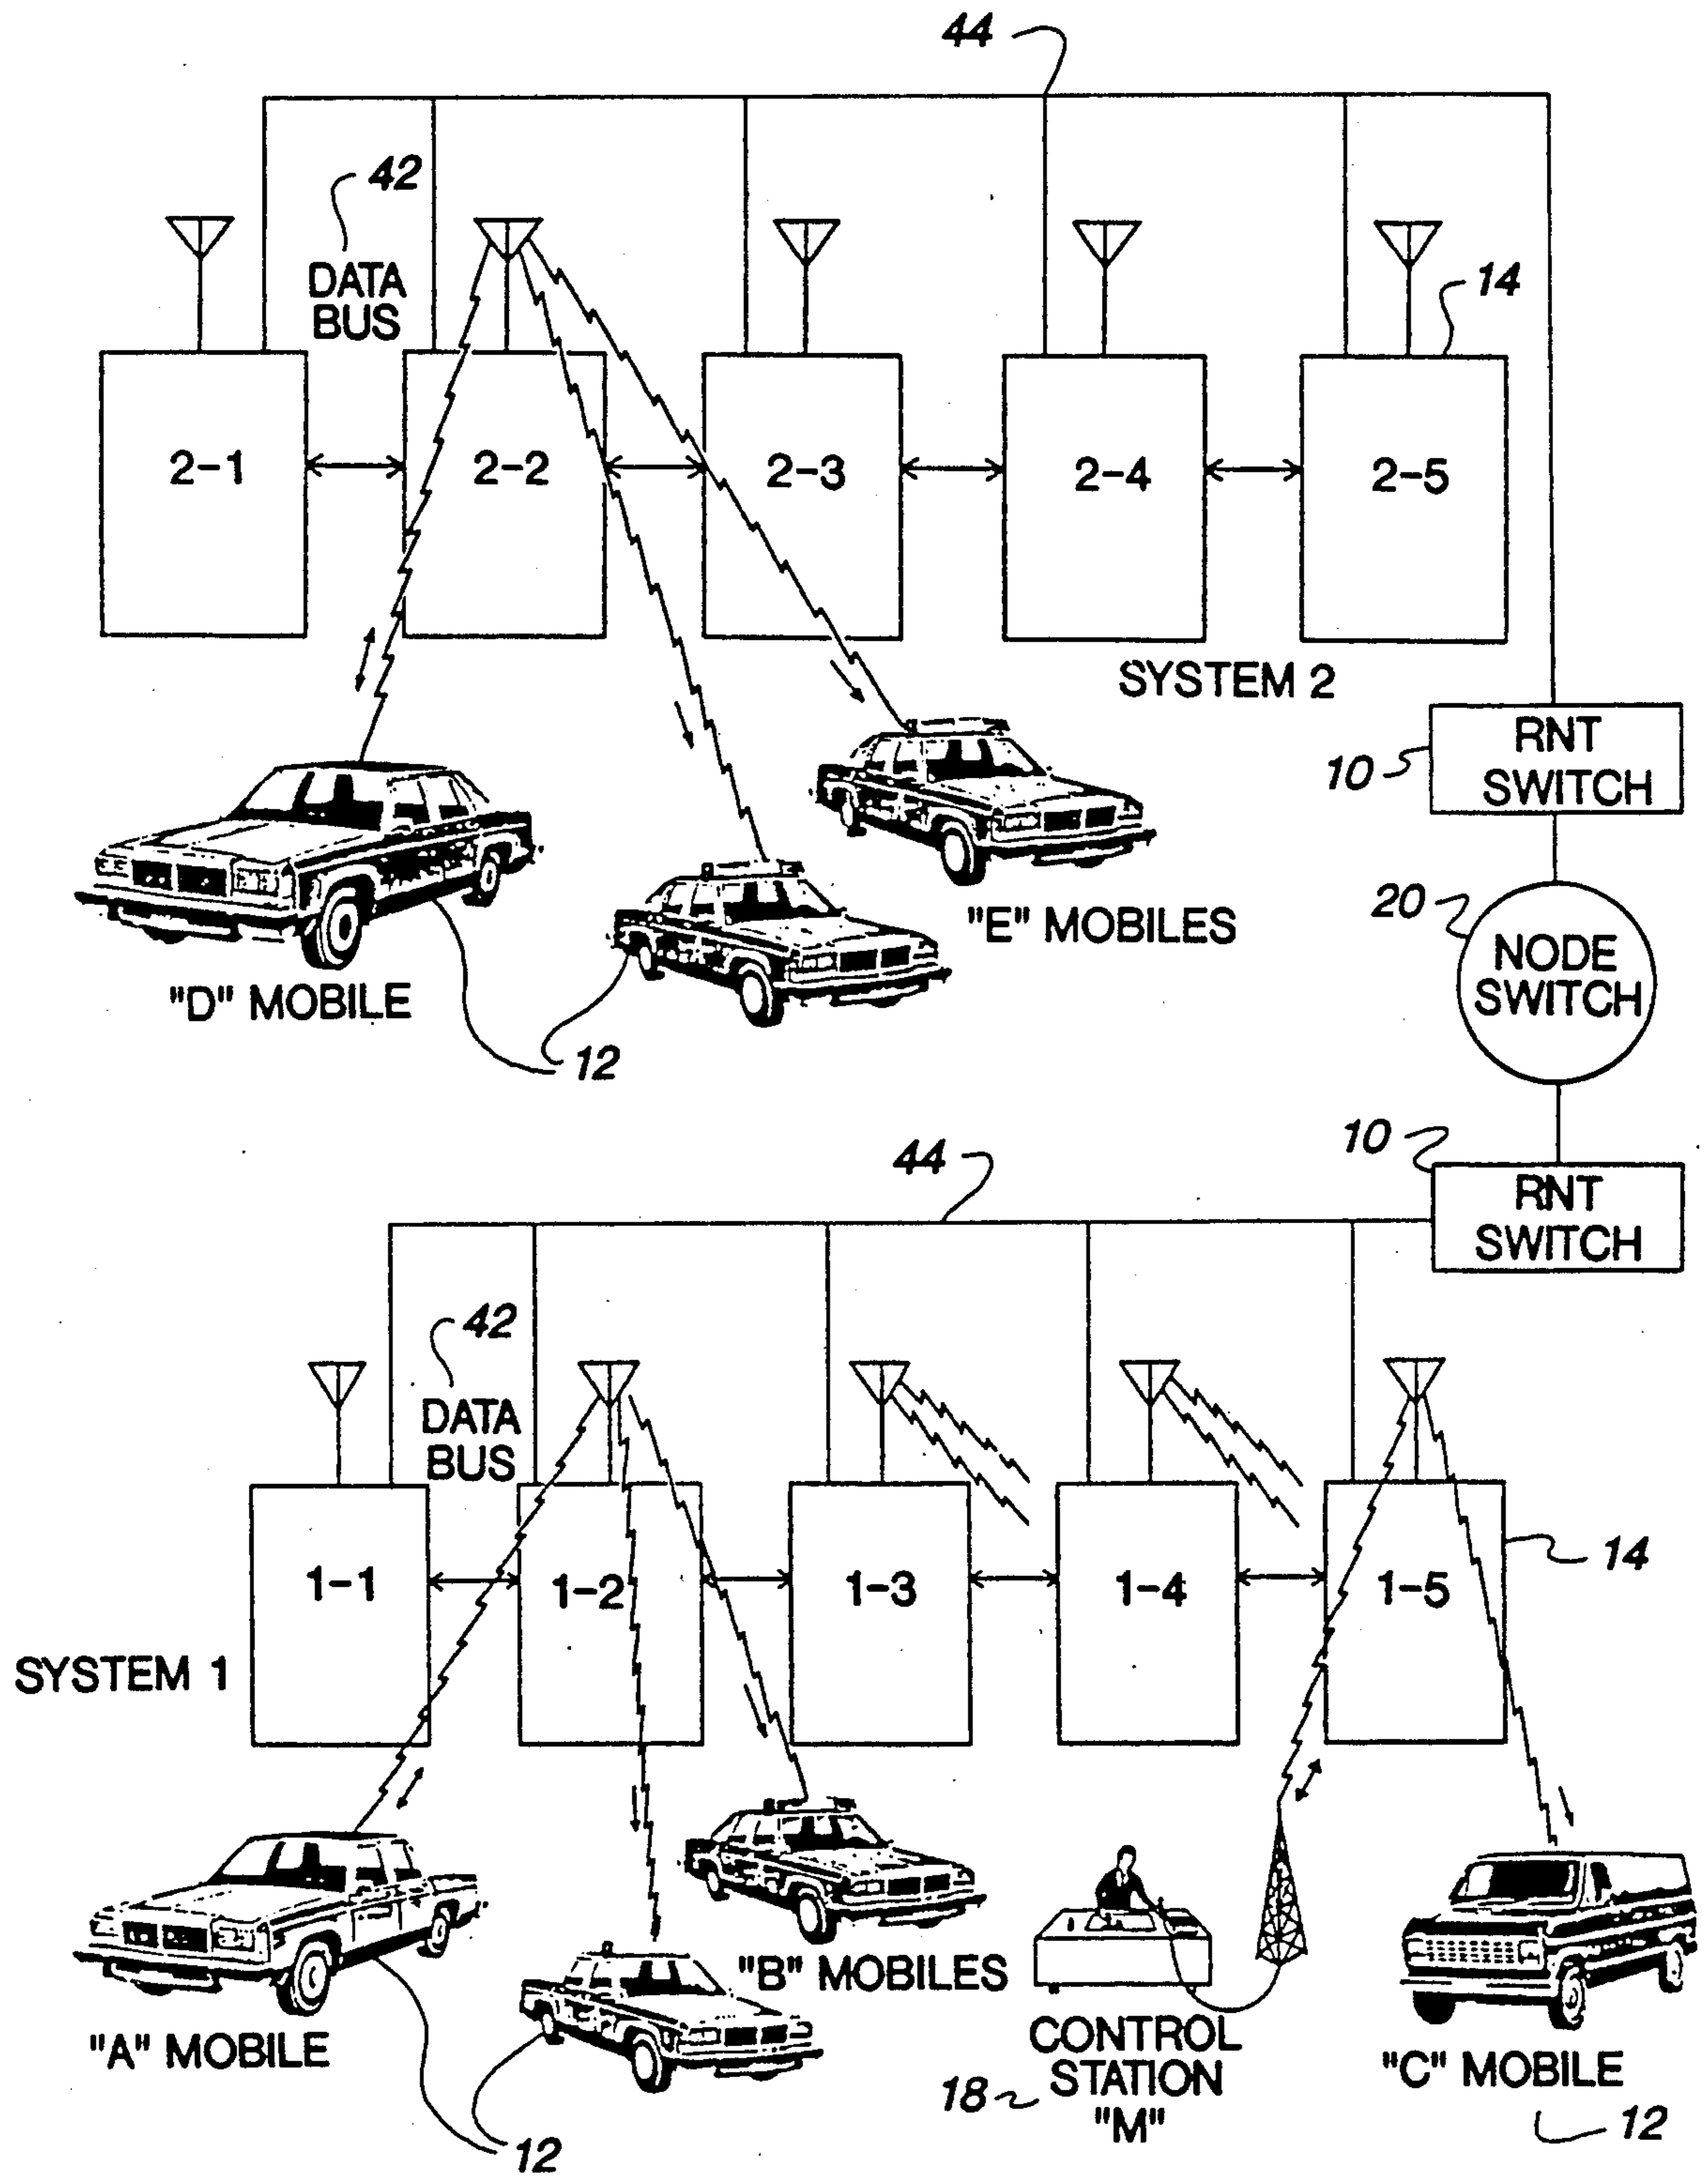 44
42
DATA
BUS
14
2-1
2-2
2-3
2-4
2-5
SYSTEM 2
RNT
SWITCH
10
20
NODE
SWITCH
"E" MOBILES
"D" MOBILE
12
10
RNT
SWITCH
44
42
DATA
BUS
1-1
1-2
1-3
1-4
1-5
14
SYSTEM 1
"B" MOBILES
"A" MOBILE
CONTROL
STATION
"M"
18
"C" MOBILE
12
12